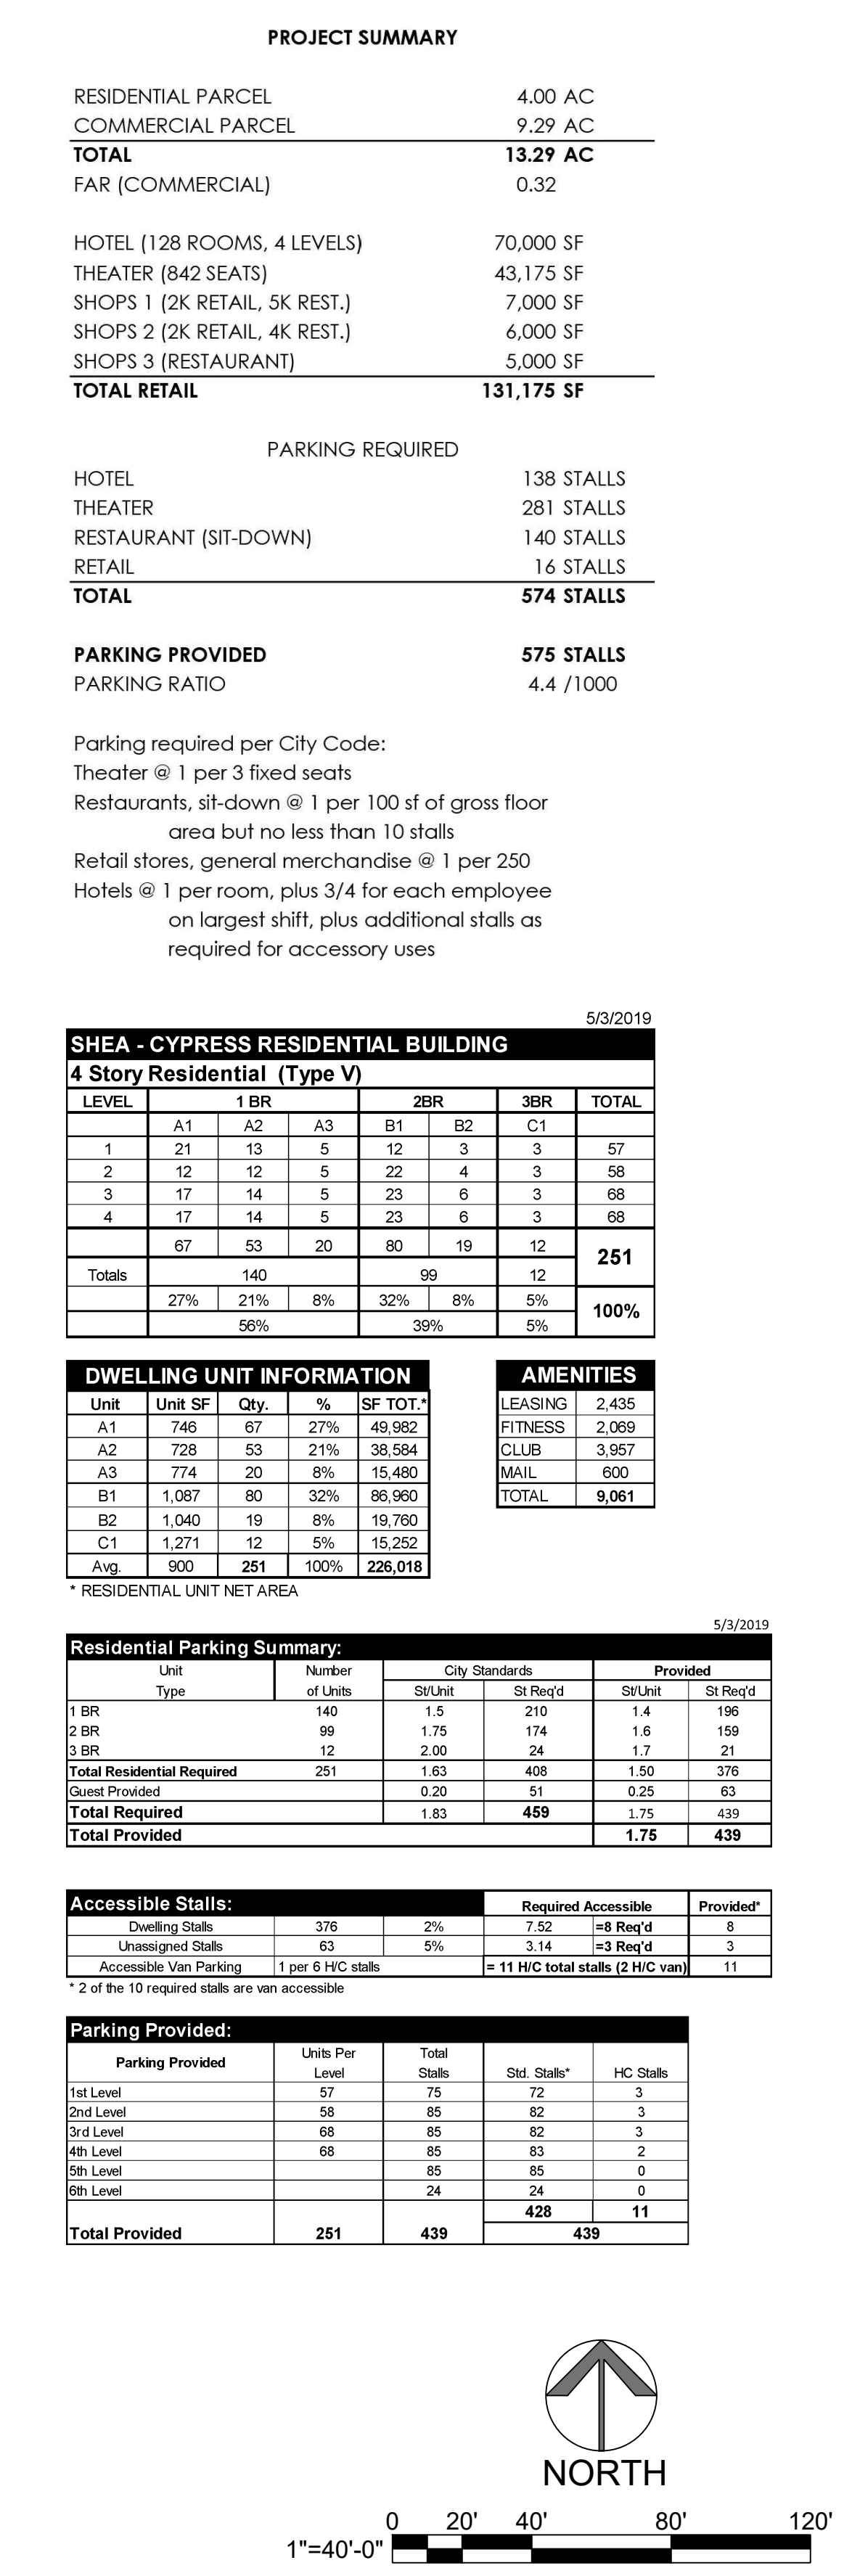 PROJECT SUMMARY
RESIDENTIAL PARCEL 4.00 AC
COMMERCIAL PARCEL 9.29 AC
TOTAL 13.29 AC
FAR (COMMERCIAL) 0.32
HOTEL (128 ROOMS, 4 LEVELS) 70,000 SF
THEATER (842 SEATS) 43,175 SF
SHOPS 1 (2K RETAIL, 5K REST.) 7,000 SF
SHOPS 2 (2K RETAIL, 4K REST.) 6,000 SF
SHOPS 3 (RESTAURANT) 5,000 SF
TOTAL RETAIL 131,175 SF
PARKING REQUIRED
HOTEL 138 STALLS
THEATER 281 STALLS
RESTAURANT (SIT-DOWN) 140 STALLS
RETAIL 16 STALLS
TOTAL 574 STALLS
PARKING PROVIDED 575 STALLS
PARKING RATIO 4.4 /1000
Parking required per City Code:
Theater @ 1 per 3 fixed seats
Restaurants, sit-down @ 1 per 100 sf of gross floor
area but no less than 10 stalls
Retail stores, general merchandise @ 1 per 250
Hotels @ 1 per room, plus 3/4 for each employee
on largest shift, plus additional stalls as
required for accessory uses
5/3/2019
SHEA - CYPRESS RESIDENTIAL BUILDING
4 Story Residential (Type V)
LEVEL 1 BR 2BR 3BR TOTAL
A1 A2 A3 B1 B2 C1
1 21 13 5 12 3 3 57
2 12 12 5 22 4 3 58
3 17 14 5 23 6 3 68
4 17 14 5 23 6 3 68
67 53 20 80 19 12 251
Totals 140 99 12
27% 21% 8% 32% 8% 5% 100%
56% 39% 5%
DWELLING UNIT INFORMATION
Unit Unit SF Qty. % SF TOT.*
A1 746 67 27% 49,982
A2 728 53 21% 38,584
A3 774 20 8% 15,480
B1 1,087 80 32% 86,960
B2 1,040 19 8% 19,760
C1 1,271 12 5% 15,252
Avg. 900 251 100% 226,018
* RESIDENTIAL UNIT NET AREA
AMENITIES
LEASING 2,435
FITNESS 2,069
CLUB 3,957
MAIL 600
TOTAL 9,061
5/3/2019
Residential Parking Summary:
Unit Number City Standards Provided
Type of Units St/Unit St Req'd St/Unit St Req'd
1 BR 140 1.5 210 1.4 196
2 BR 99 1.75 174 1.6 159
3 BR 12 2.00 24 1.7 21
Total Residential Required 251 1.63 408 1.50 376
Guest Provided 0.20 51 0.25 63
Total Required 1.83 459 1.75 439
Total Provided 1.75 439
Accessible Stalls: Required Accessible Provided*
Dwelling Stalls 376 2% 7.52 =8 Req'd 8
Unassigned Stalls 63 5% 3.14 =3 Req'd 3
Accessible Van Parking 1 per 6 H/C stalls = 11 H/C total stalls (2 H/C van) 11
* 2 of the 10 required stalls are van accessible
Parking Provided:
Parking Provided Units Per Level Total Stalls Std. Stalls* HC Stalls
1st Level 57 75 72 3
2nd Level 58 85 82 3
3rd Level 68 85 82 3
4th Level 68 85 83 2
5th Level 85 85 0
6th Level 24 24 0
428 11
Total Provided 251 439 439
NORTH
0 20' 40' 80' 120'
1"=40'-0"